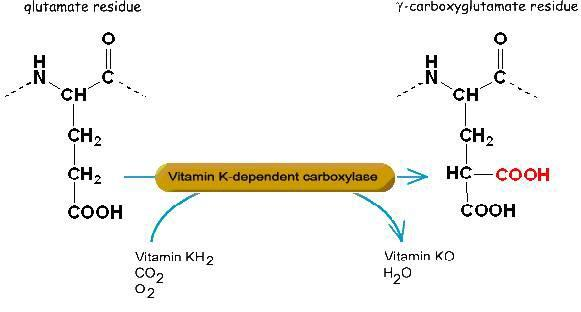 glutamate residue
γ-carboxyglutamate residue
O
H
N
C
CH
CH₂
CH₂
COOH
O
H
N
C
CH
CH₂
HC—COOH
COOH
Vitamin K-dependent carboxylase
Vitamin KH₂
CO₂
O₂
Vitamin KO
H₂O